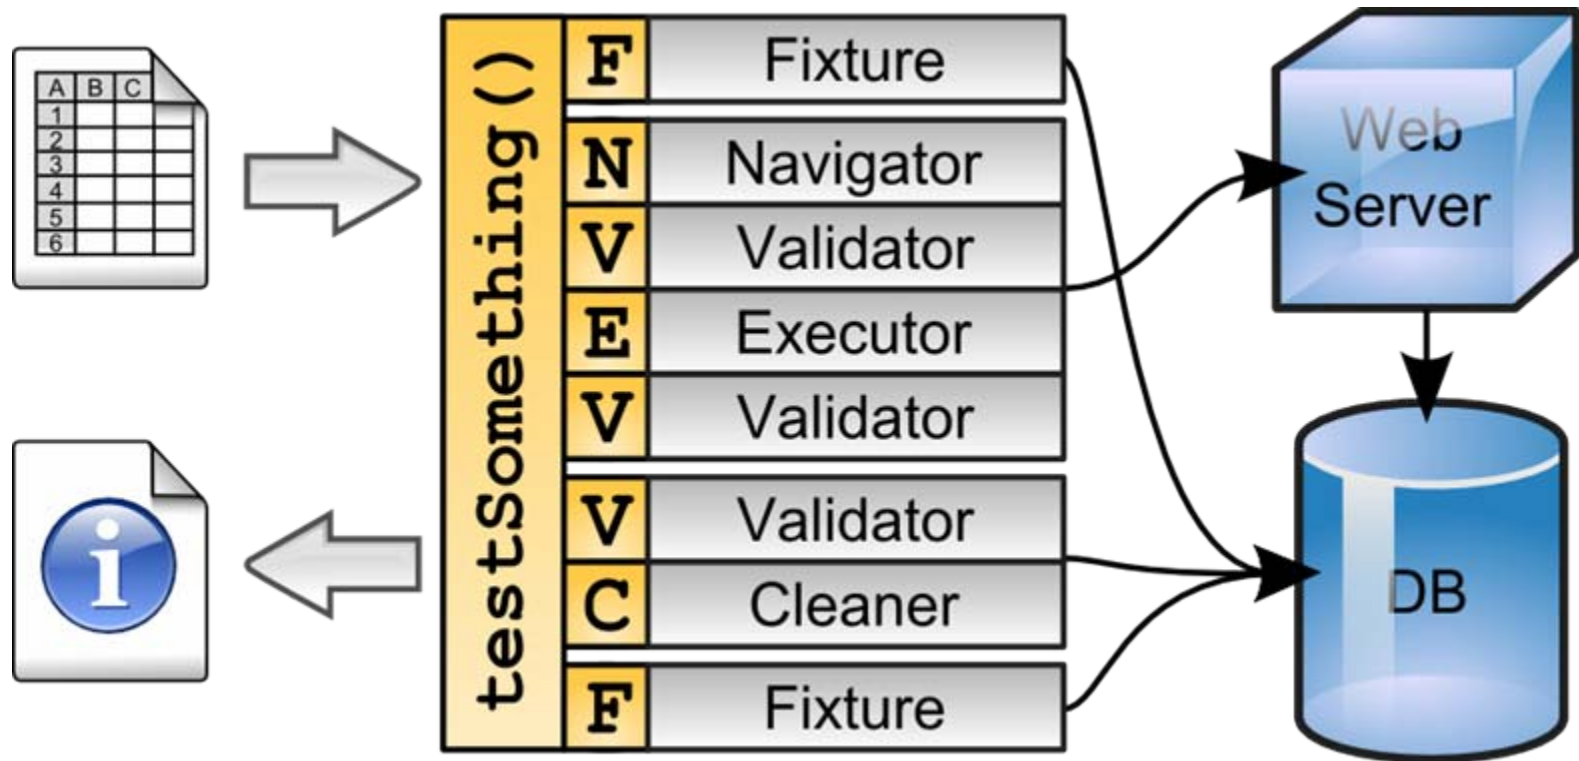 A B C
1
2
3
4
5
6
testSomething()
F Fixture
N Navigator
V Validator
E Executor
V Validator
V Validator
C Cleaner
F Fixture
Web
Server
DB
i